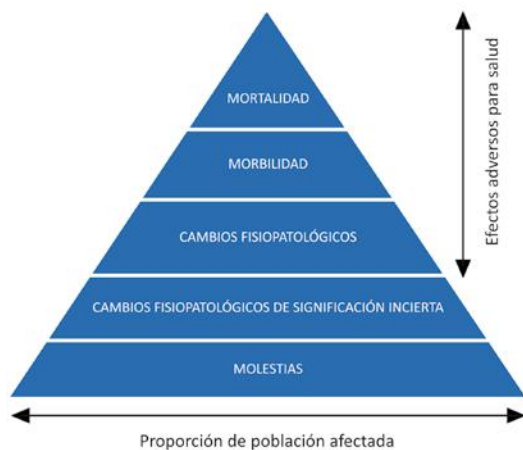 MORTALIDAD
MORBILIDAD
CAMBIOS FISIOPATOLÓGICOS
CAMBIOS FISIOPATOLÓGICOS DE SIGNIFICACIÓN INCIERTA
MOLESTIAS
Efectos adversos para salud
Proporción de población afectada